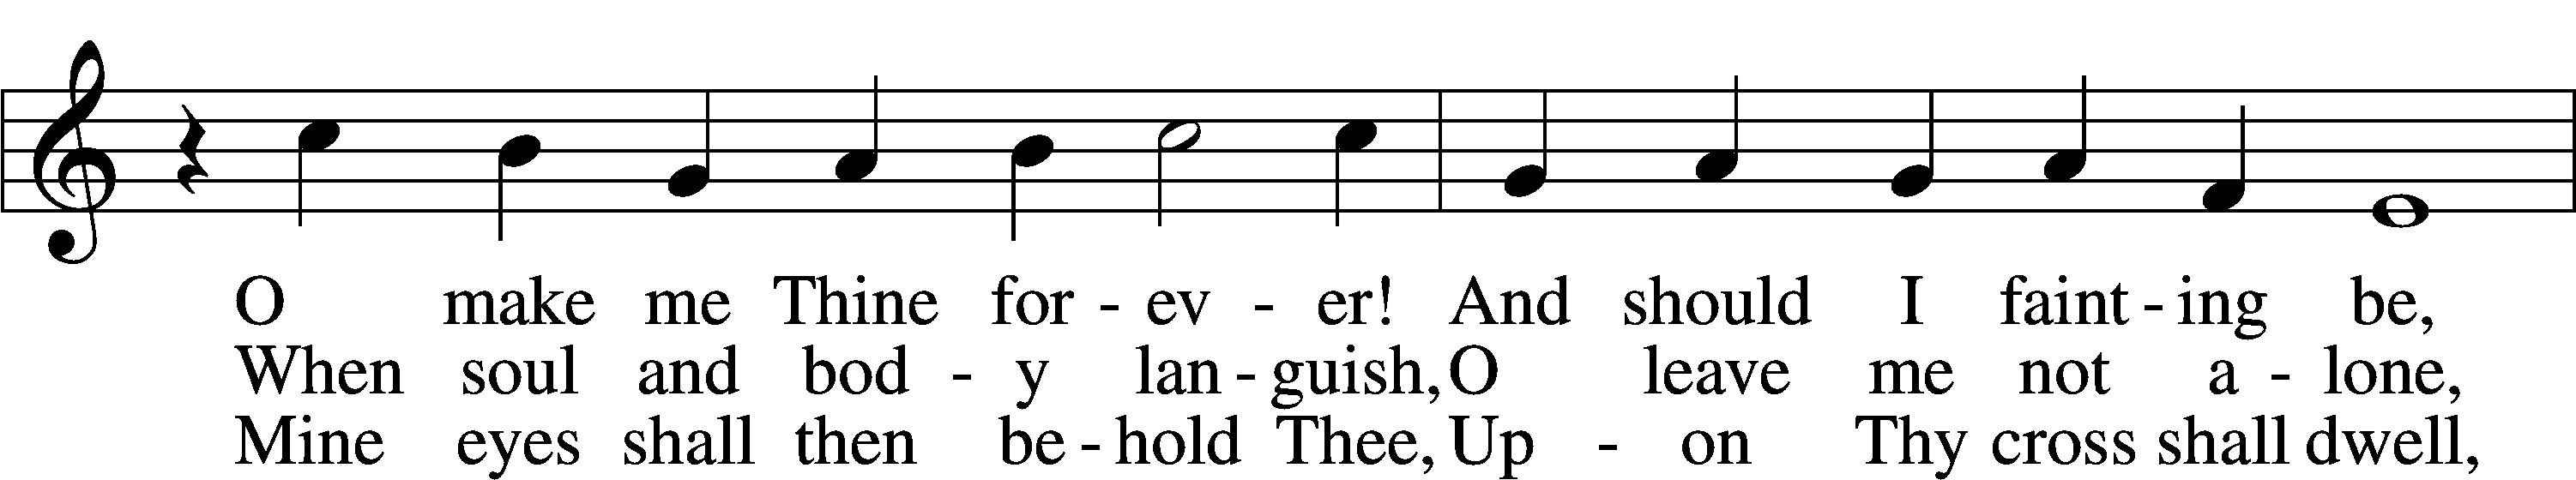 O make me Thine for - ev - er! And should I faint - ing be,
When soul and bod - y lan - guish, O leave me not a - lone,
Mine eyes shall then be - hold Thee, Up - on Thy cross shall dwell,